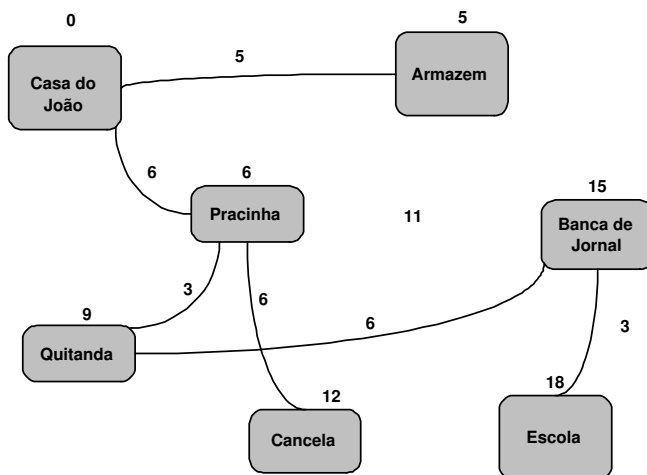 0
5
Casa do
João
5
Armazem
6
6
Pracinha
11
15
Banca de
Jornal
3
6
9
Quitanda
6
3
12
Cancela
18
Escola